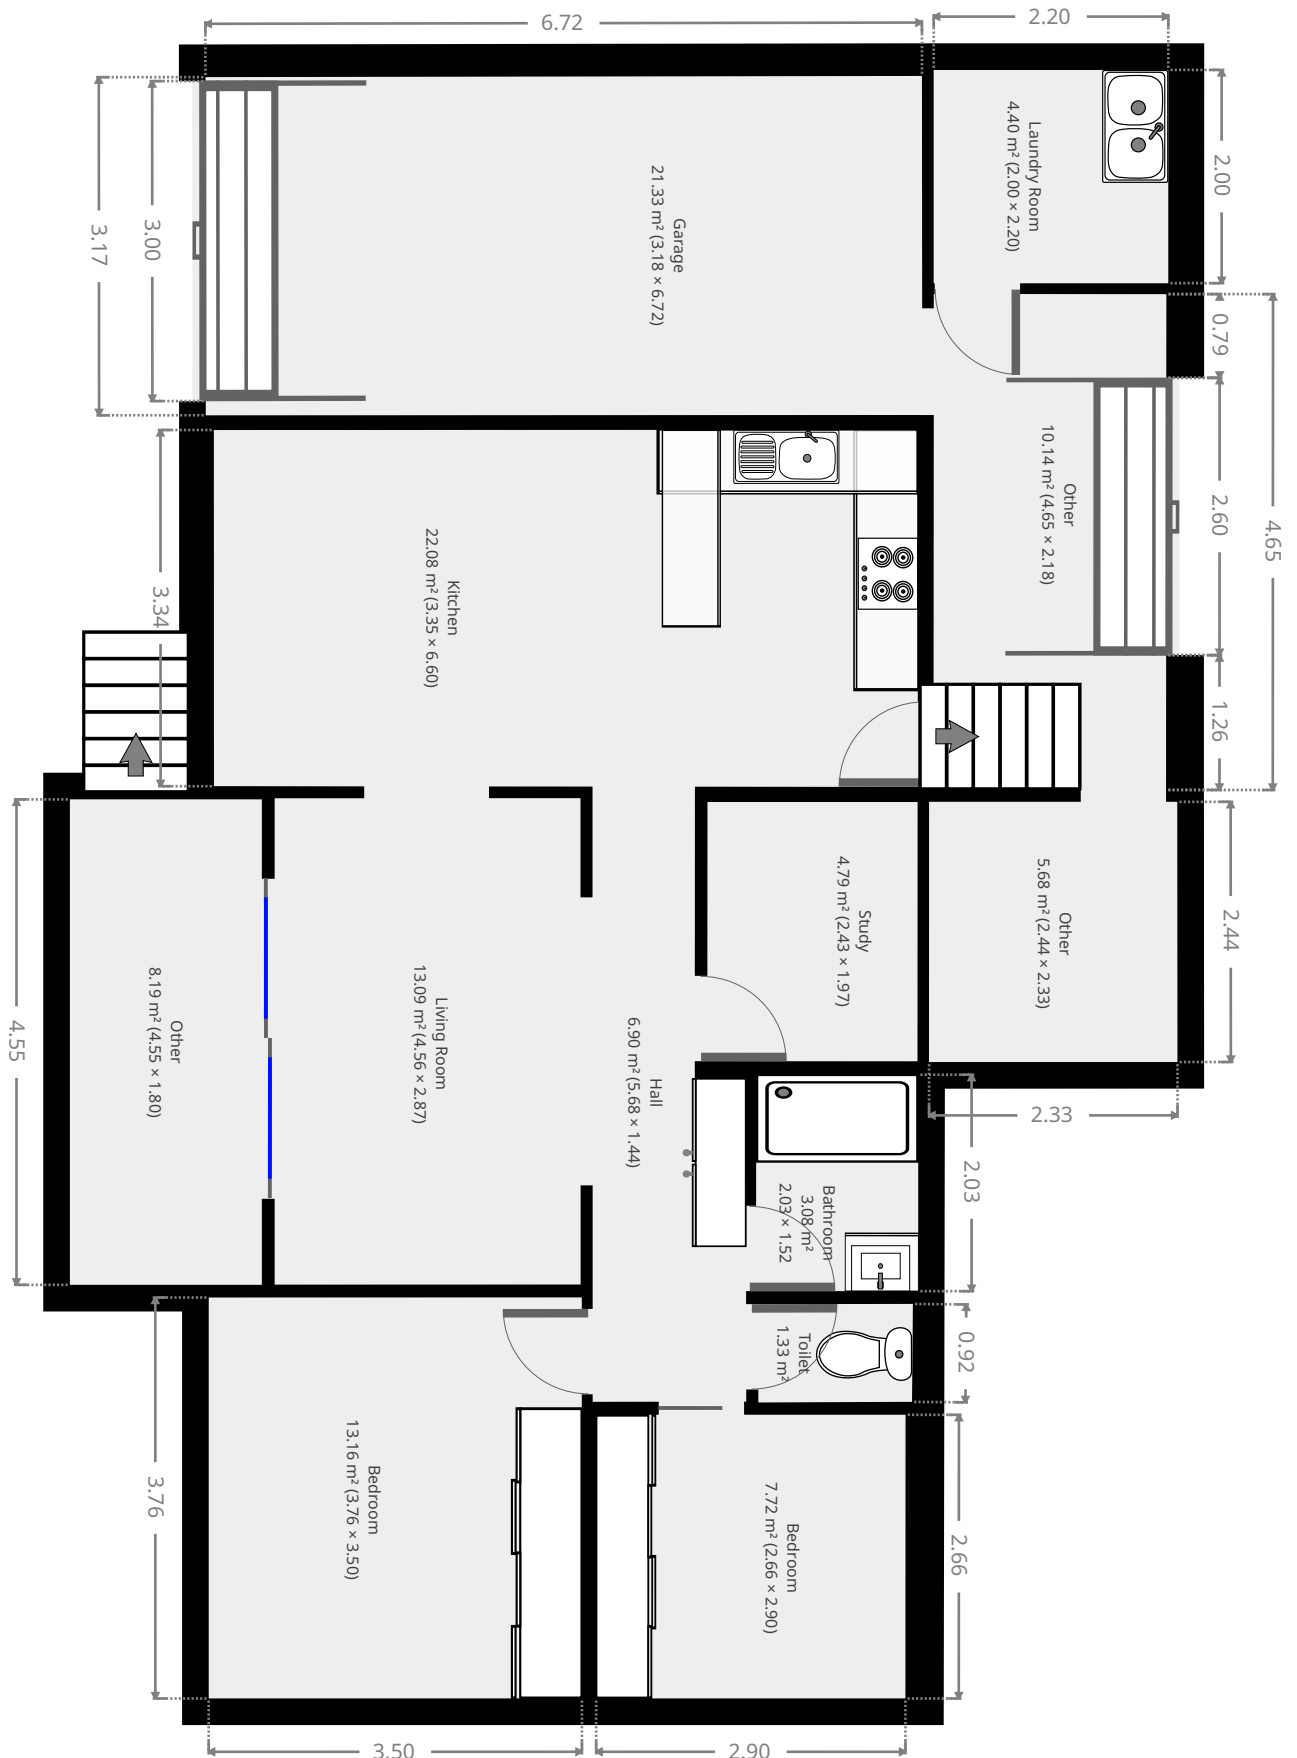 6.72
2.20
3.17
3.00
Garage
21.33 m² (3.18 × 6.72)
Laundry Room
4.40 m² (2.00 × 2.20)
2.00
0.79
4.65
2.60
1.26
Other
10.14 m² (4.65 × 2.18)
3.34
Kitchen
22.08 m² (3.35 × 6.60)
Study
4.79 m² (2.43 × 1.97)
Other
5.68 m² (2.44 × 2.33)
2.44
4.55
Other
8.19 m² (4.55 × 1.80)
Living Room
13.09 m² (4.56 × 2.87)
Hall
6.90 m² (5.68 × 1.44)
2.33
2.03
Bathroom
3.08 m²
2.03 × 1.52
Toilet
1.33 m²
0.92
3.76
Bedroom
13.16 m² (3.76 × 3.50)
Bedroom
7.72 m² (2.66 × 2.90)
2.66
3.50
2.90